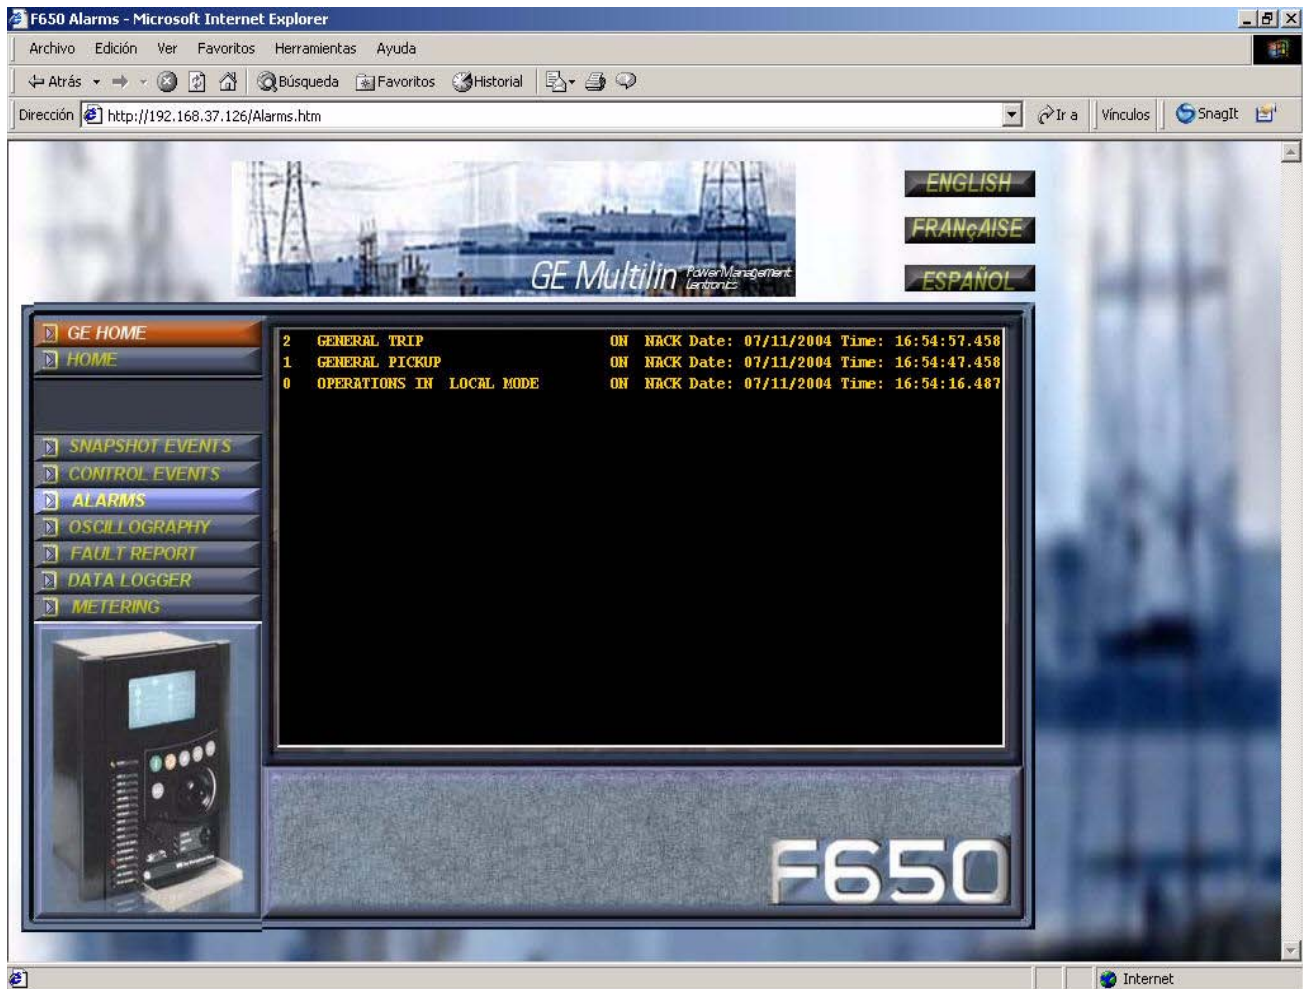 F650 Alarms - Microsoft Internet Explorer
Archivo Edición Ver Favoritos Herramientas Ayuda
Atrás Búsqueda Favoritos Historial
Dirección http://192.168.37.126/Alarms.htm Ir a Vínculos SnagIt
ENGLISH
FRANçAISE
ESPAÑOL
GE Multilin PowerManagement Lentronics
GE HOME
HOME
SNAPSHOT EVENTS
CONTROL EVENTS
ALARMS
OSCILLOGRAPHY
FAULT REPORT
DATA LOGGER
METERING
2 GENERAL TRIP ON NACK Date: 07/11/2004 Time: 16:54:57.458
1 GENERAL PICKUP ON NACK Date: 07/11/2004 Time: 16:54:47.458
0 OPERATIONS IN LOCAL MODE ON NACK Date: 07/11/2004 Time: 16:54:16.487
F650
Internet